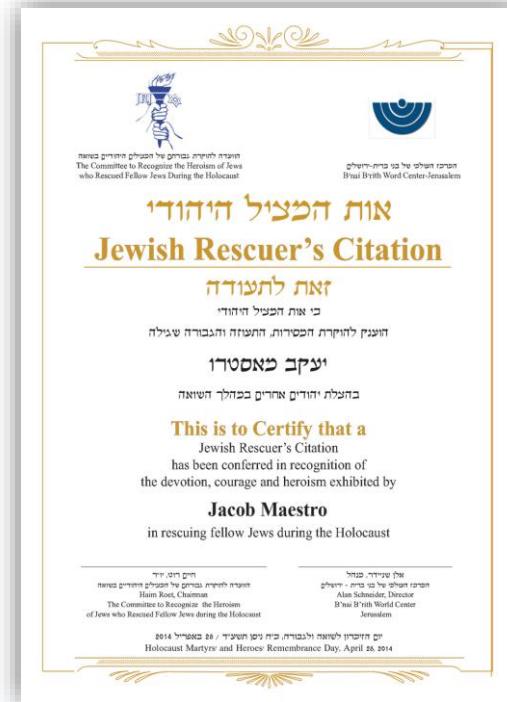 הוועדה להוקרת גבורתם של המצילים היהודיים בשואה
The Committee to Recognize the Heroism of Jews
who Rescued Fellow Jews During the Holocaust
המרכז העולמי של בני ברית-ירושלים
B'nai B'rith Word Center-Jerusalem
אות המציל היהודי
Jewish Rescuer's Citation
זאת לתעודה
כי אות המציל היהודי
הוענק להוקרת המסירות, התעוזה והגבורה שגילה
יעקב מאסטרו
בהצלת יהודים אחרים במהלך השואה
This is to Certify that a
Jewish Rescuer's Citation
has been conferred in recognition of
the devotion, courage and heroism exhibited by
Jacob Maestro
in rescuing fellow Jews during the Holocaust
חיים רוט, יו"ר
הוועדה להוקרת גבורתם של המצילים היהודיים בשואה
Haim Roet, Chairman
The Committee to Recognize the Heroism
of Jews who Rescued Fellow Jews during the Holocaust
אלן שניידר, מנהל
המרכז העולמי של בני ברית - ירושלים
Alan Schneider, Director
B'nai B'rith World Center
Jerusalem
יום הזיכרון לשואה ולגבורה, כ"ח ניסן תשע"ד / 28 באפריל 2014
Holocaust Martyrs' and Heroes' Remembrance Day, April 28, 2014